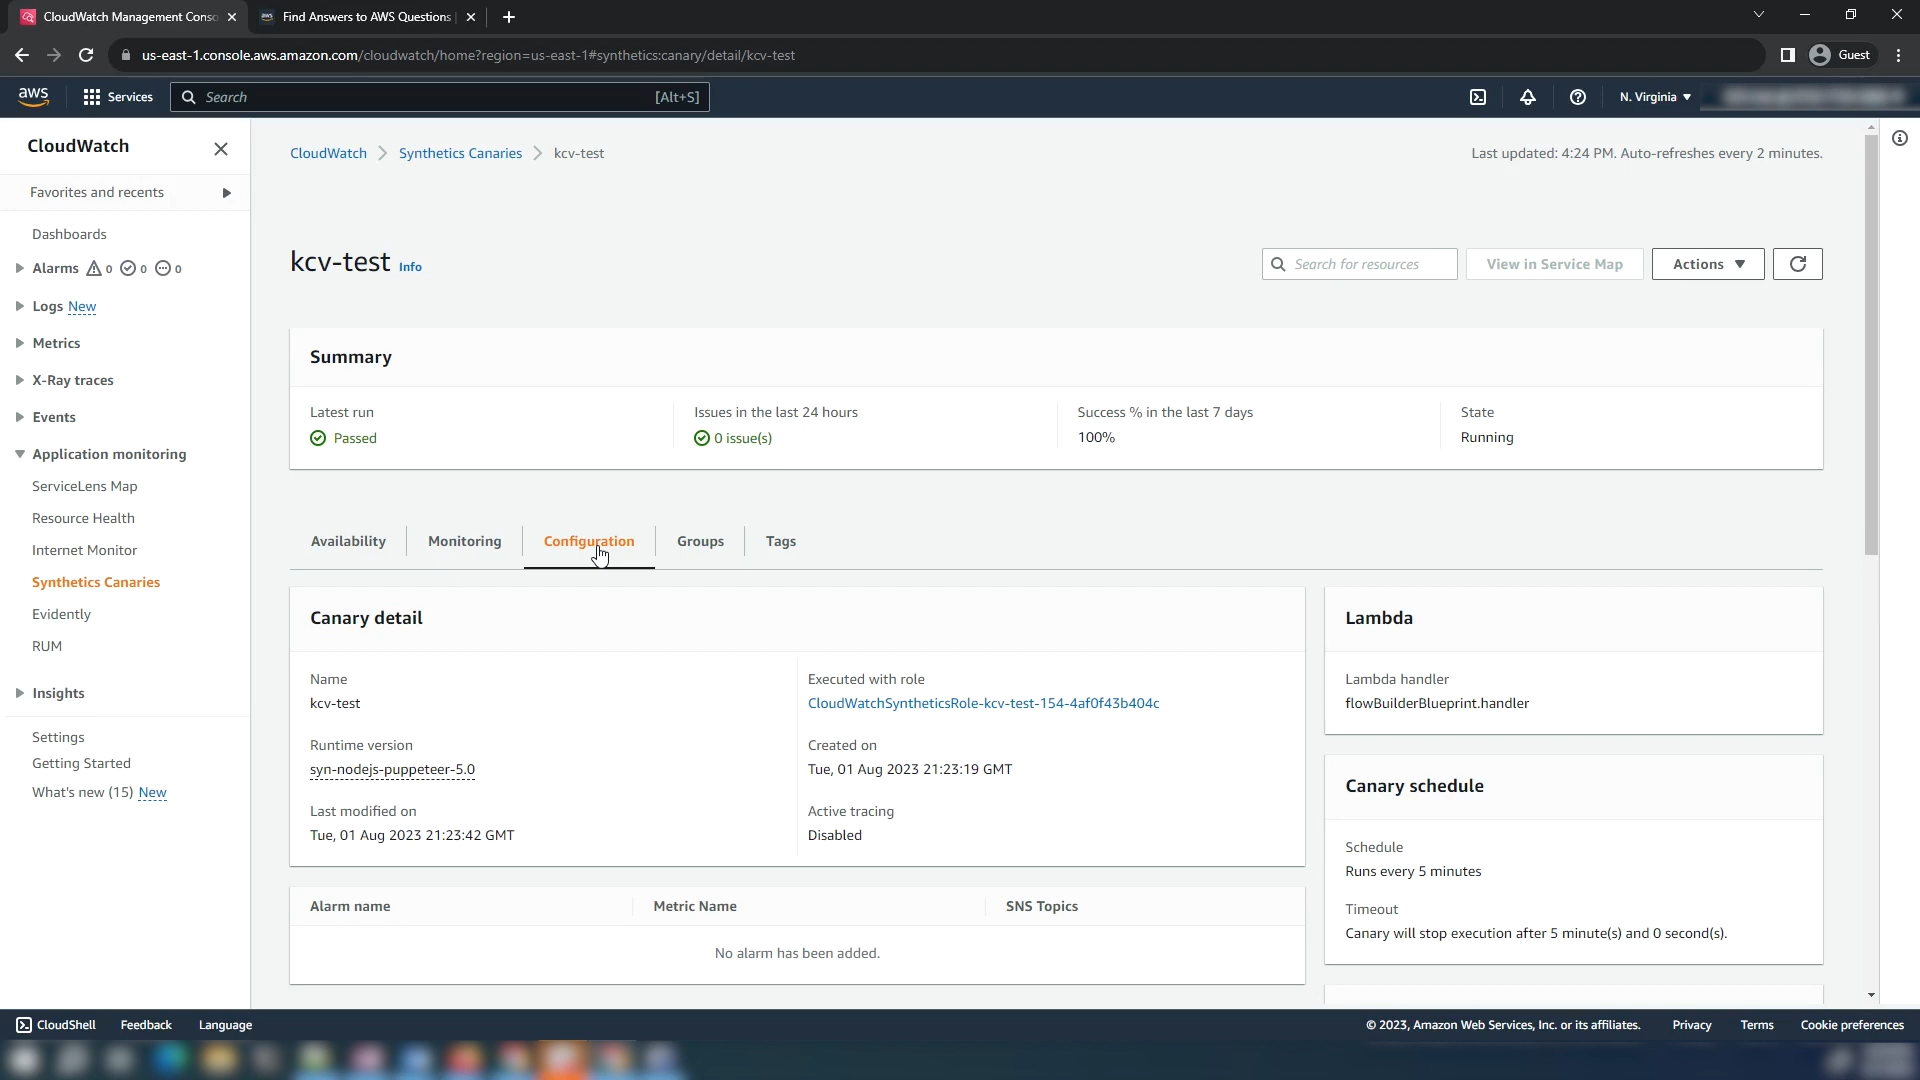 CloudWatch Management Conso
Find Answers to AWS Questions
us-east-1.console.aws.amazon.com/cloudwatch/home?region=us-east-1#synthetics:canary/detail/kcv-test
Guest
aws
Services
Search
[Alt+S]
N. Virginia
CloudWatch
Favorites and recents
Dashboards
Alarms 0 0 0
Logs New
Metrics
X-Ray traces
Events
Application monitoring
ServiceLens Map
Resource Health
Internet Monitor
Synthetics Canaries
Evidently
RUM
Insights
Settings
Getting Started
What's new (15) New
CloudWatch Synthetics Canaries kcv-test
Last updated: 4:24 PM. Auto-refreshes every 2 minutes.
kcv-test Info
Search for resources
View in Service Map
Actions
Summary
Latest run
Passed
Issues in the last 24 hours
0 issue(s)
Success % in the last 7 days
100%
State
Running
Availability
Monitoring
Configuration
Groups
Tags
Canary detail
Name
kcv-test
Runtime version
syn-nodejs-puppeteer-5.0
Last modified on
Tue, 01 Aug 2023 21:23:42 GMT
Executed with role
CloudWatchSyntheticsRole-kcv-test-154-4af0f43b404c
Created on
Tue, 01 Aug 2023 21:23:19 GMT
Active tracing
Disabled
Alarm name
Metric Name
SNS Topics
No alarm has been added.
Lambda
Lambda handler
flowBuilderBlueprint.handler
Canary schedule
Schedule
Runs every 5 minutes
Timeout
Canary will stop execution after 5 minute(s) and 0 second(s).
CloudShell
Feedback
Language
© 2023, Amazon Web Services, Inc. or its affiliates.
Privacy
Terms
Cookie preferences